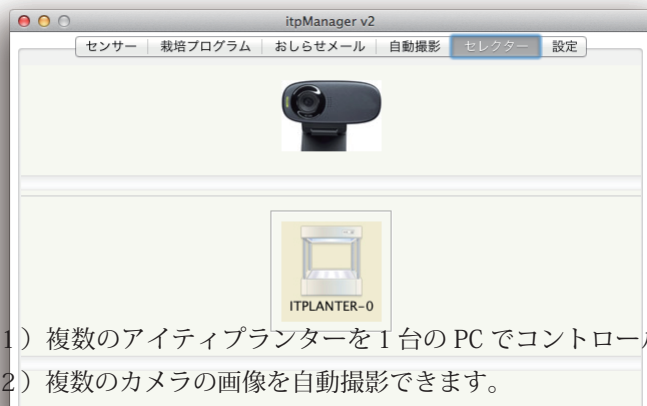 itpManager v2
センサー 栽培プログラム おしらせメール 自動撮影 セレクター 設定
ITPLANTER-0
1）複数のアイティプランターを 1 台の PC でコントロー
2）複数のカメラの画像を自動撮影できます。